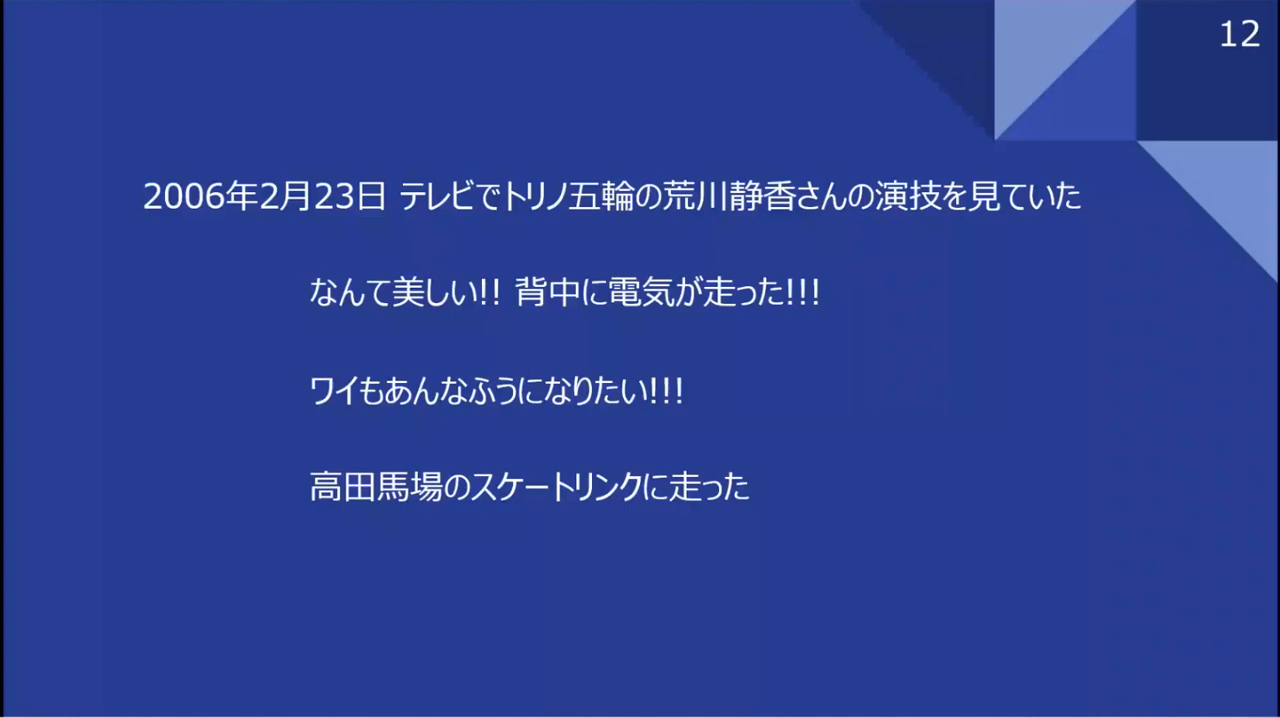 12
2006年2月23日 テレビでトリノ五輪の荒川静香さんの演技を見ていた
なんて美しい!! 背中に電気が走った!!!
ワイもあんなふうになりたい!!!
高田馬場のスケートリンクに走った